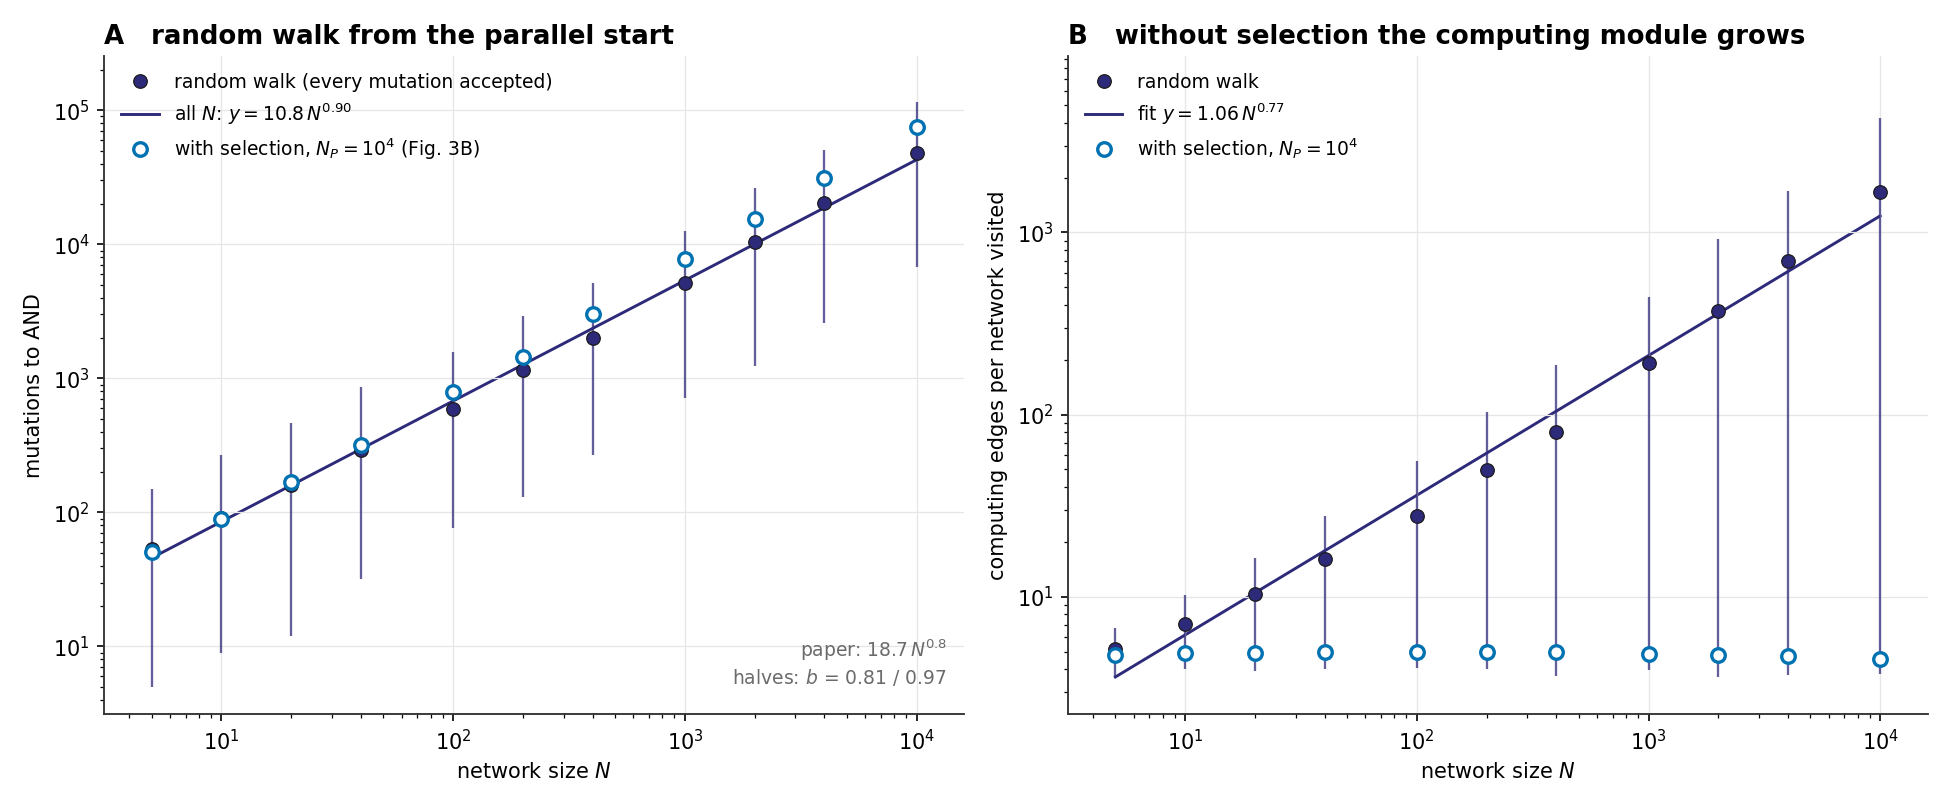 A random walk from the parallel start
random walk (every mutation accepted)
all N: y = 10.8 N^0.90
with selection, N_P = 10^4 (Fig. 3B)
mutations to AND
10^5
10^4
10^3
10^2
10^1
paper: 18.7 N^0.8
halves: b = 0.81 / 0.97
10^1 10^2 10^3 10^4
network size N
B without selection the computing module grows
random walk
fit y = 1.06 N^0.77
with selection, N_P = 10^4
computing edges per network visited
10^3
10^2
10^1
10^1 10^2 10^3 10^4
network size N